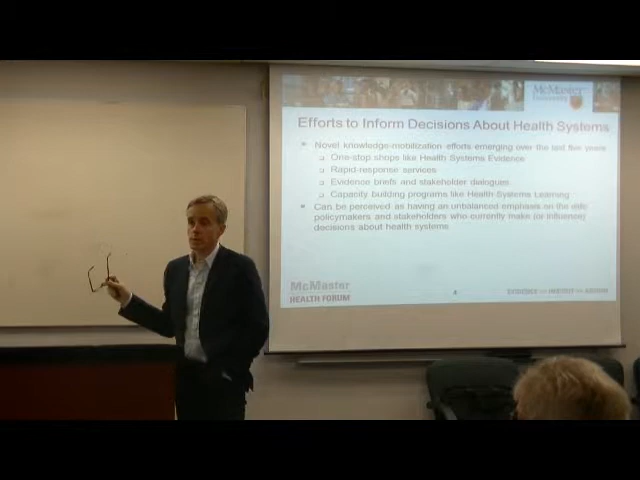 McMaster
University
Efforts to Inform Decisions About Health Systems
Novel knowledge-mobilization efforts emerging over the last five years
One-stop shops like Health Systems Evidence
Rapid-response services
Evidence briefs and stakeholder dialogues
Capacity building programs like Health Systems Learning
Can be perceived as having an unbalanced emphasis on the elite
policymakers and stakeholders who currently make (or influence)
decisions about health systems
McMaster
HEALTH FORUM